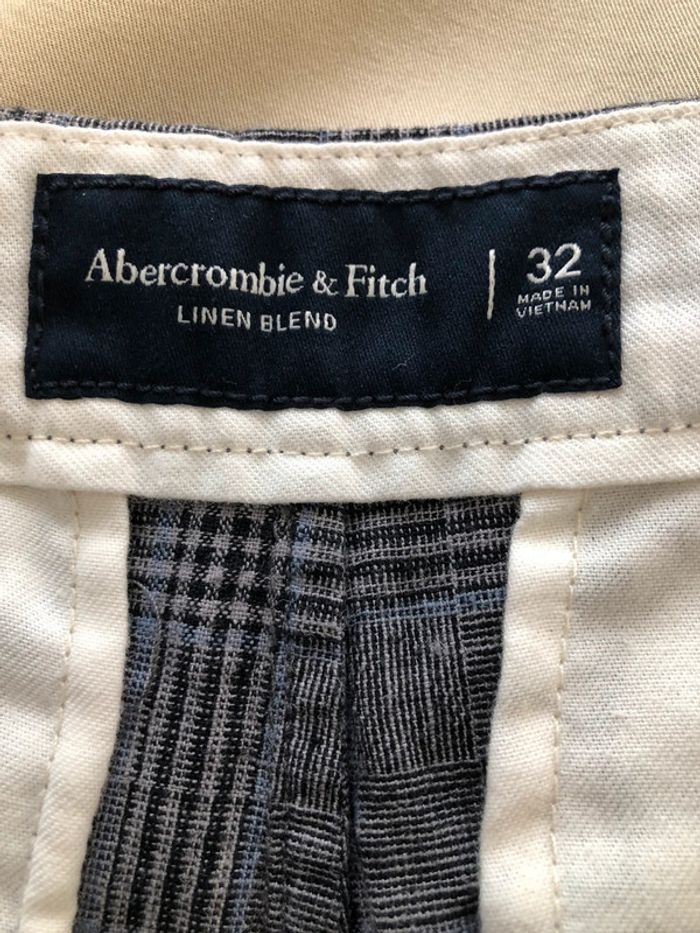 Abercrombie & Fitch
LINEN BLEND
32
MADE IN
VIETNAM